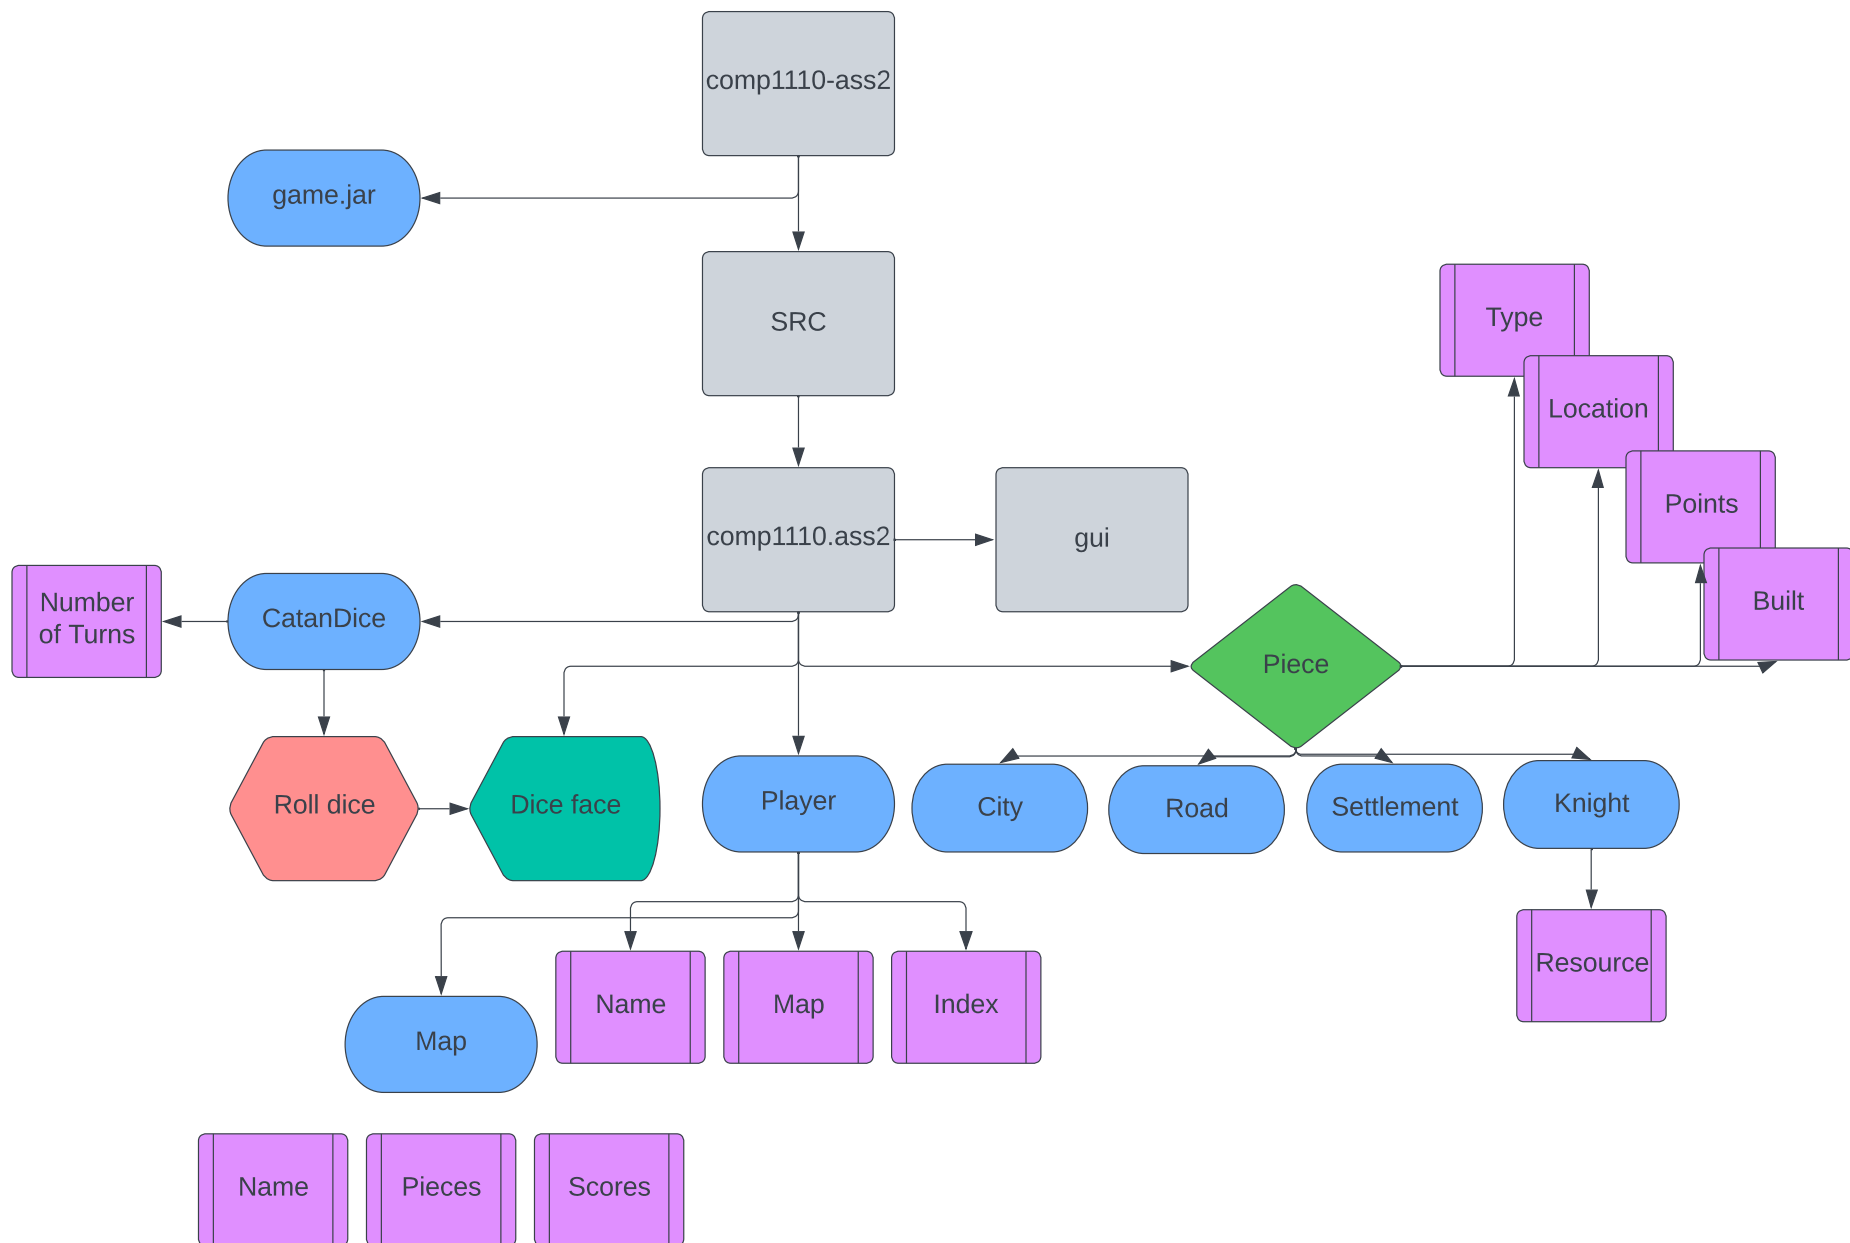 comp1110-ass2
game.jar
SRC
Type
Location
Points
comp1110.ass2
gui
Built
Number
of Turns
CatanDice
Piece
Roll dice
Dice face
Player
City
Road
Settlement
Knight
Resource
Name
Map
Index
Map
Name
Pieces
Scores